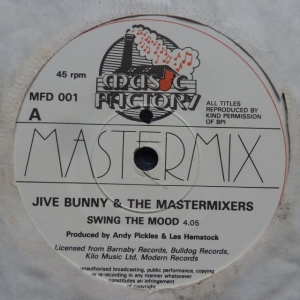 MUSIC
FACTORY
45 rpm
MFD 001
A
ALL TITLES
REPRODUCED BY
KIND PERMISSION
OF BPI
MASTERMIX
JIVE BUNNY & THE MASTERMIXERS
SWING THE MOOD 4.05
Produced by Andy Pickles & Les Hemstock
Licensed from Barnaby Records, Bulldog Records,
Kilo Music Ltd, Modern Records
unauthorised broadcasting, public performance, copying
or re-recording in any manner whatsoever
constitutes an infringement
of copyright